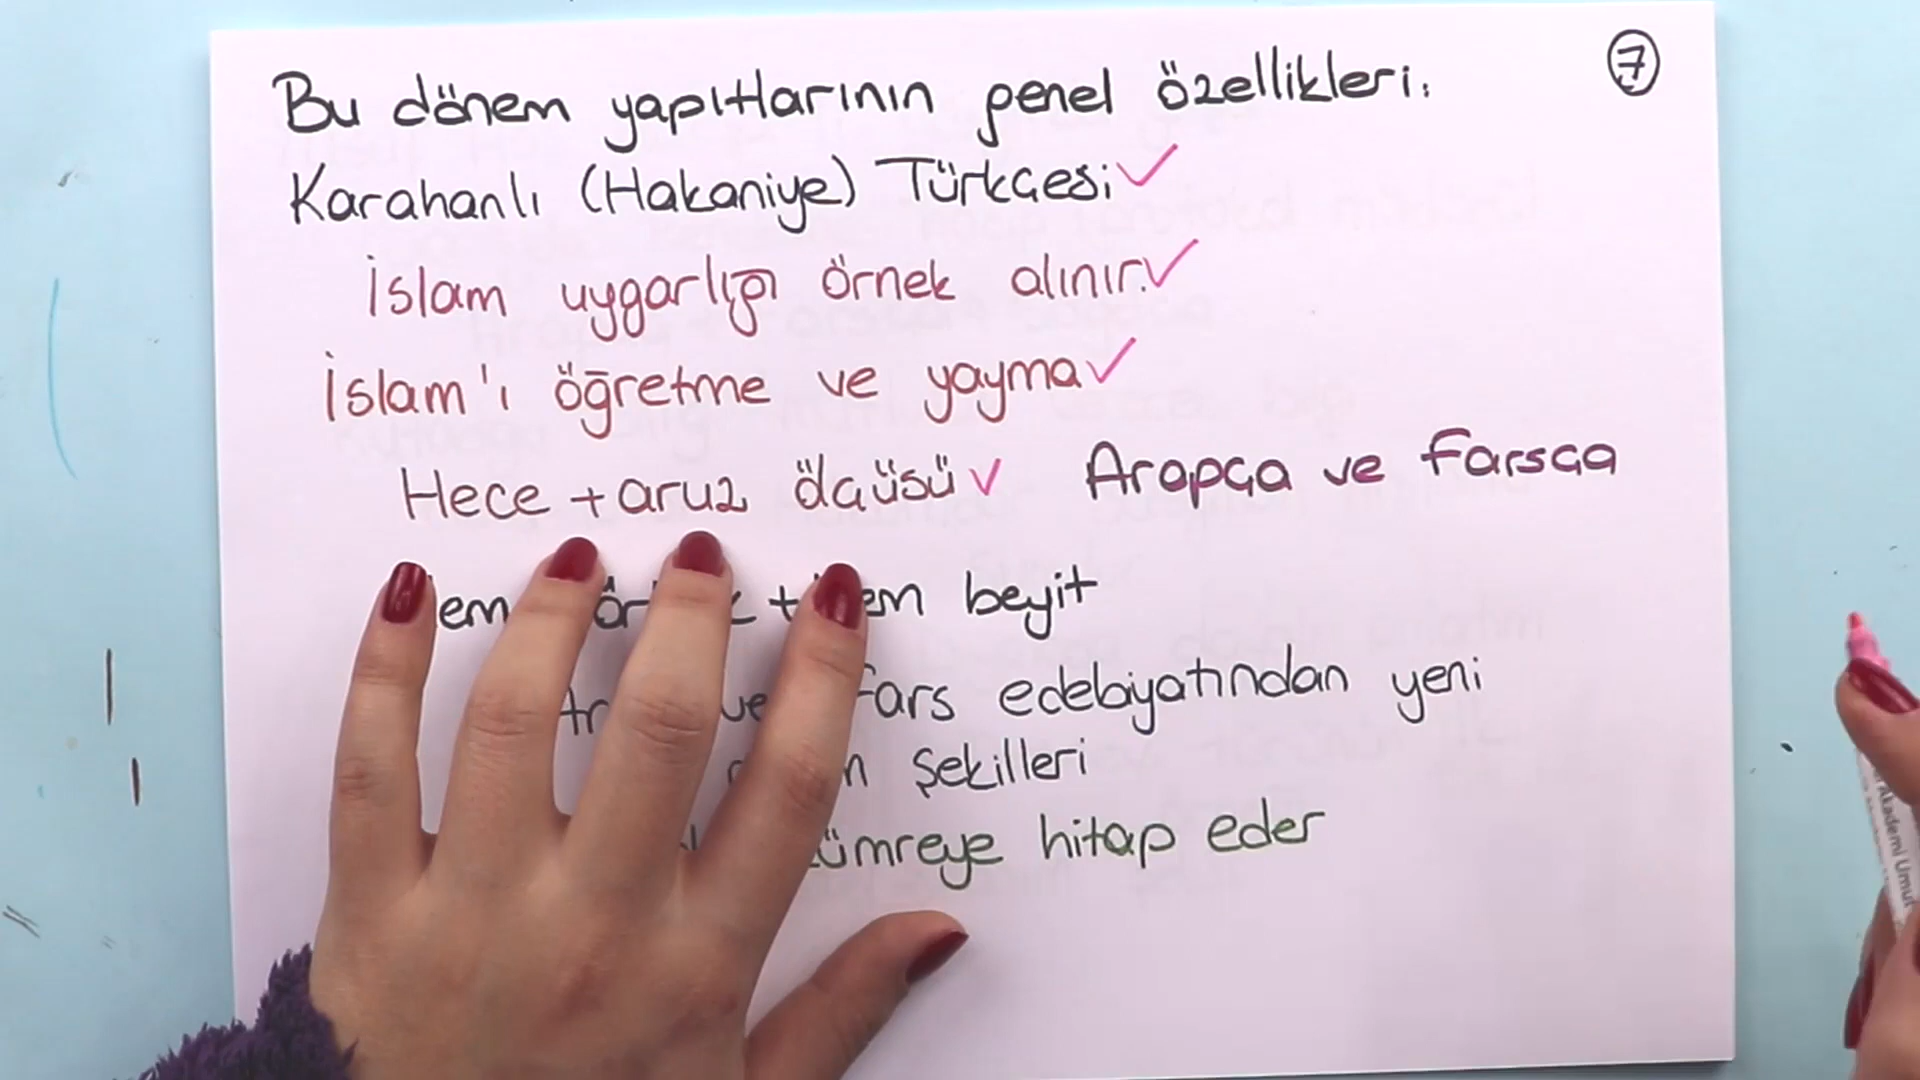 7
Bu dönem yapıtlarının genel özellikleri:
Karahanlı (Hakaniye) Türkçesi ✓
İslam uygarlığı örnek alınır. ✓
İslam'ı öğretme ve yayma ✓
Hece + aruz ölçüsü ✓ Arapça ve Farsça
beyit
Fars edebiyatından yeni
şekilleri
hitap eder